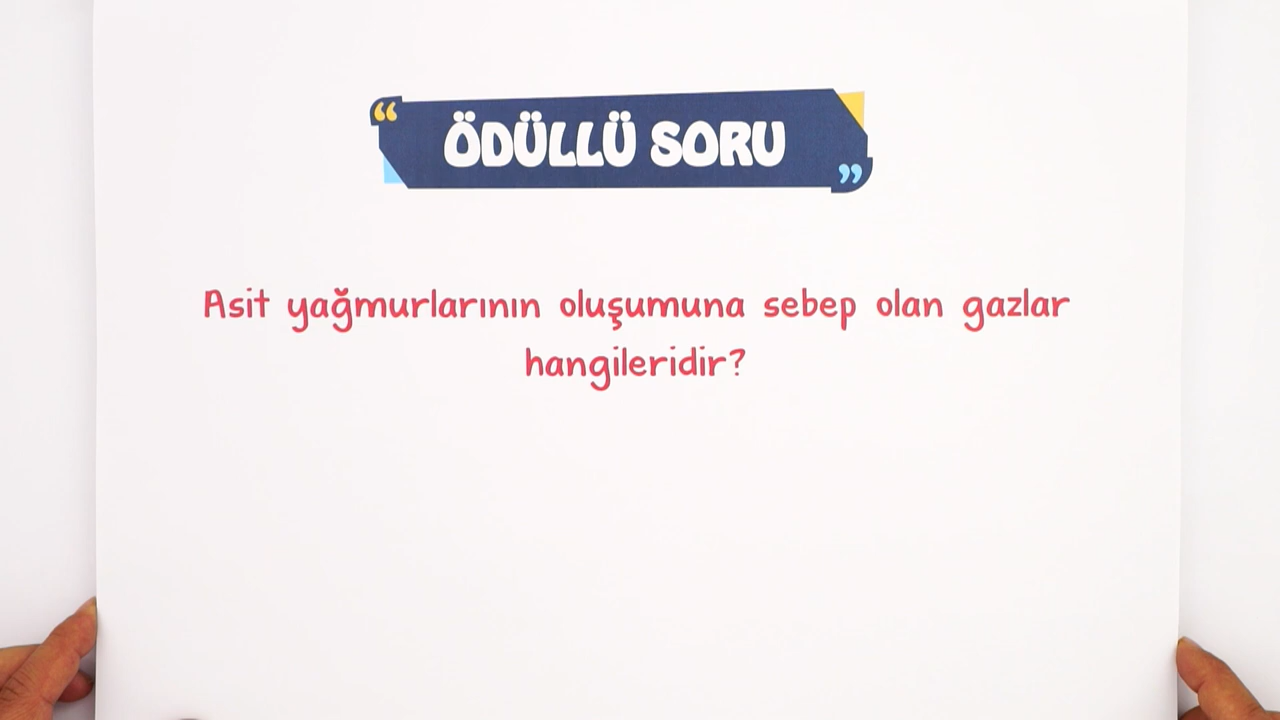 ÖDÜLLÜ SORU
Asit yağmurlarının oluşumuna sebep olan gazlar
hangileridir?